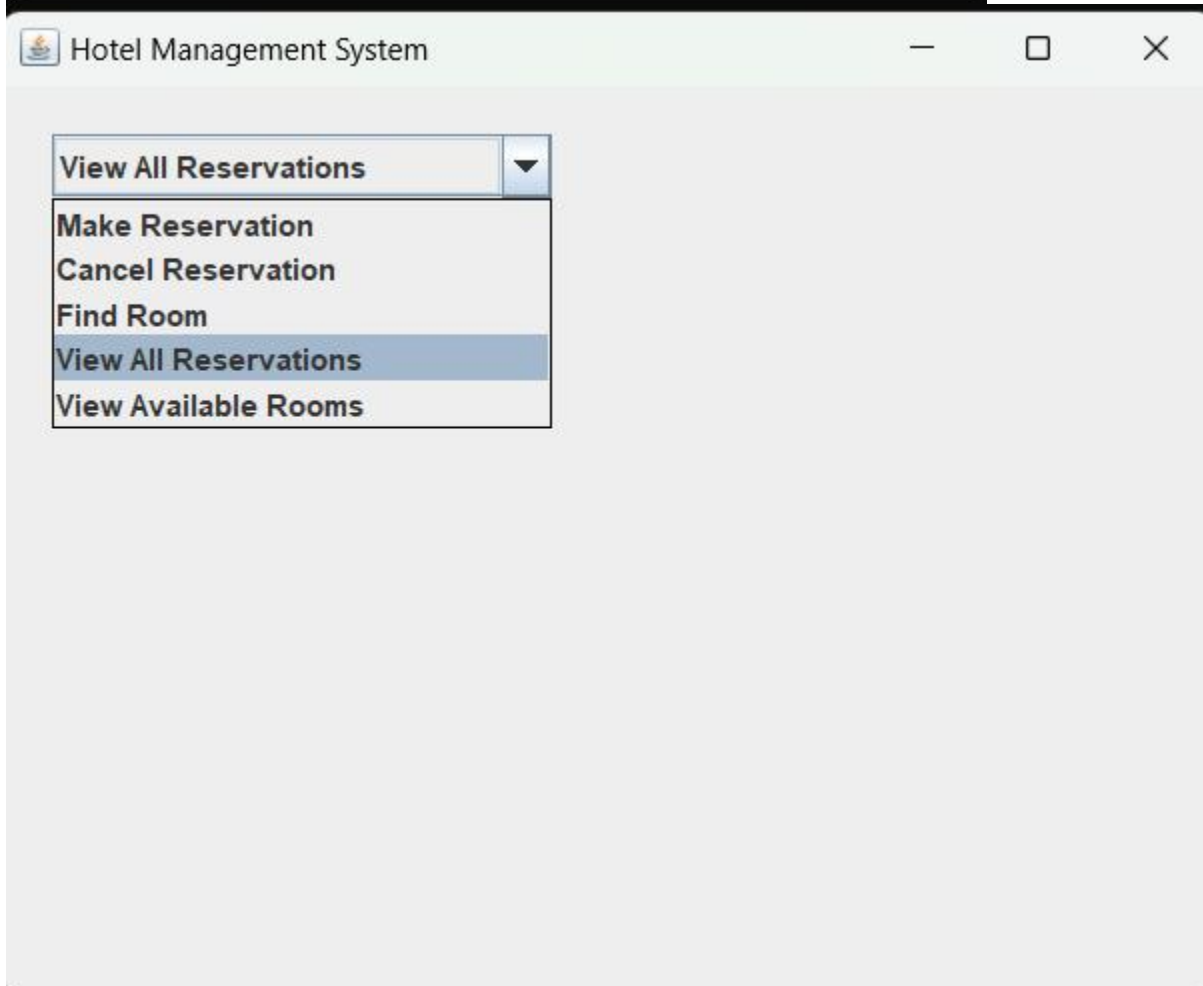 Hotel Management System
View All Reservations
Make Reservation
Cancel Reservation
Find Room
View All Reservations
View Available Rooms